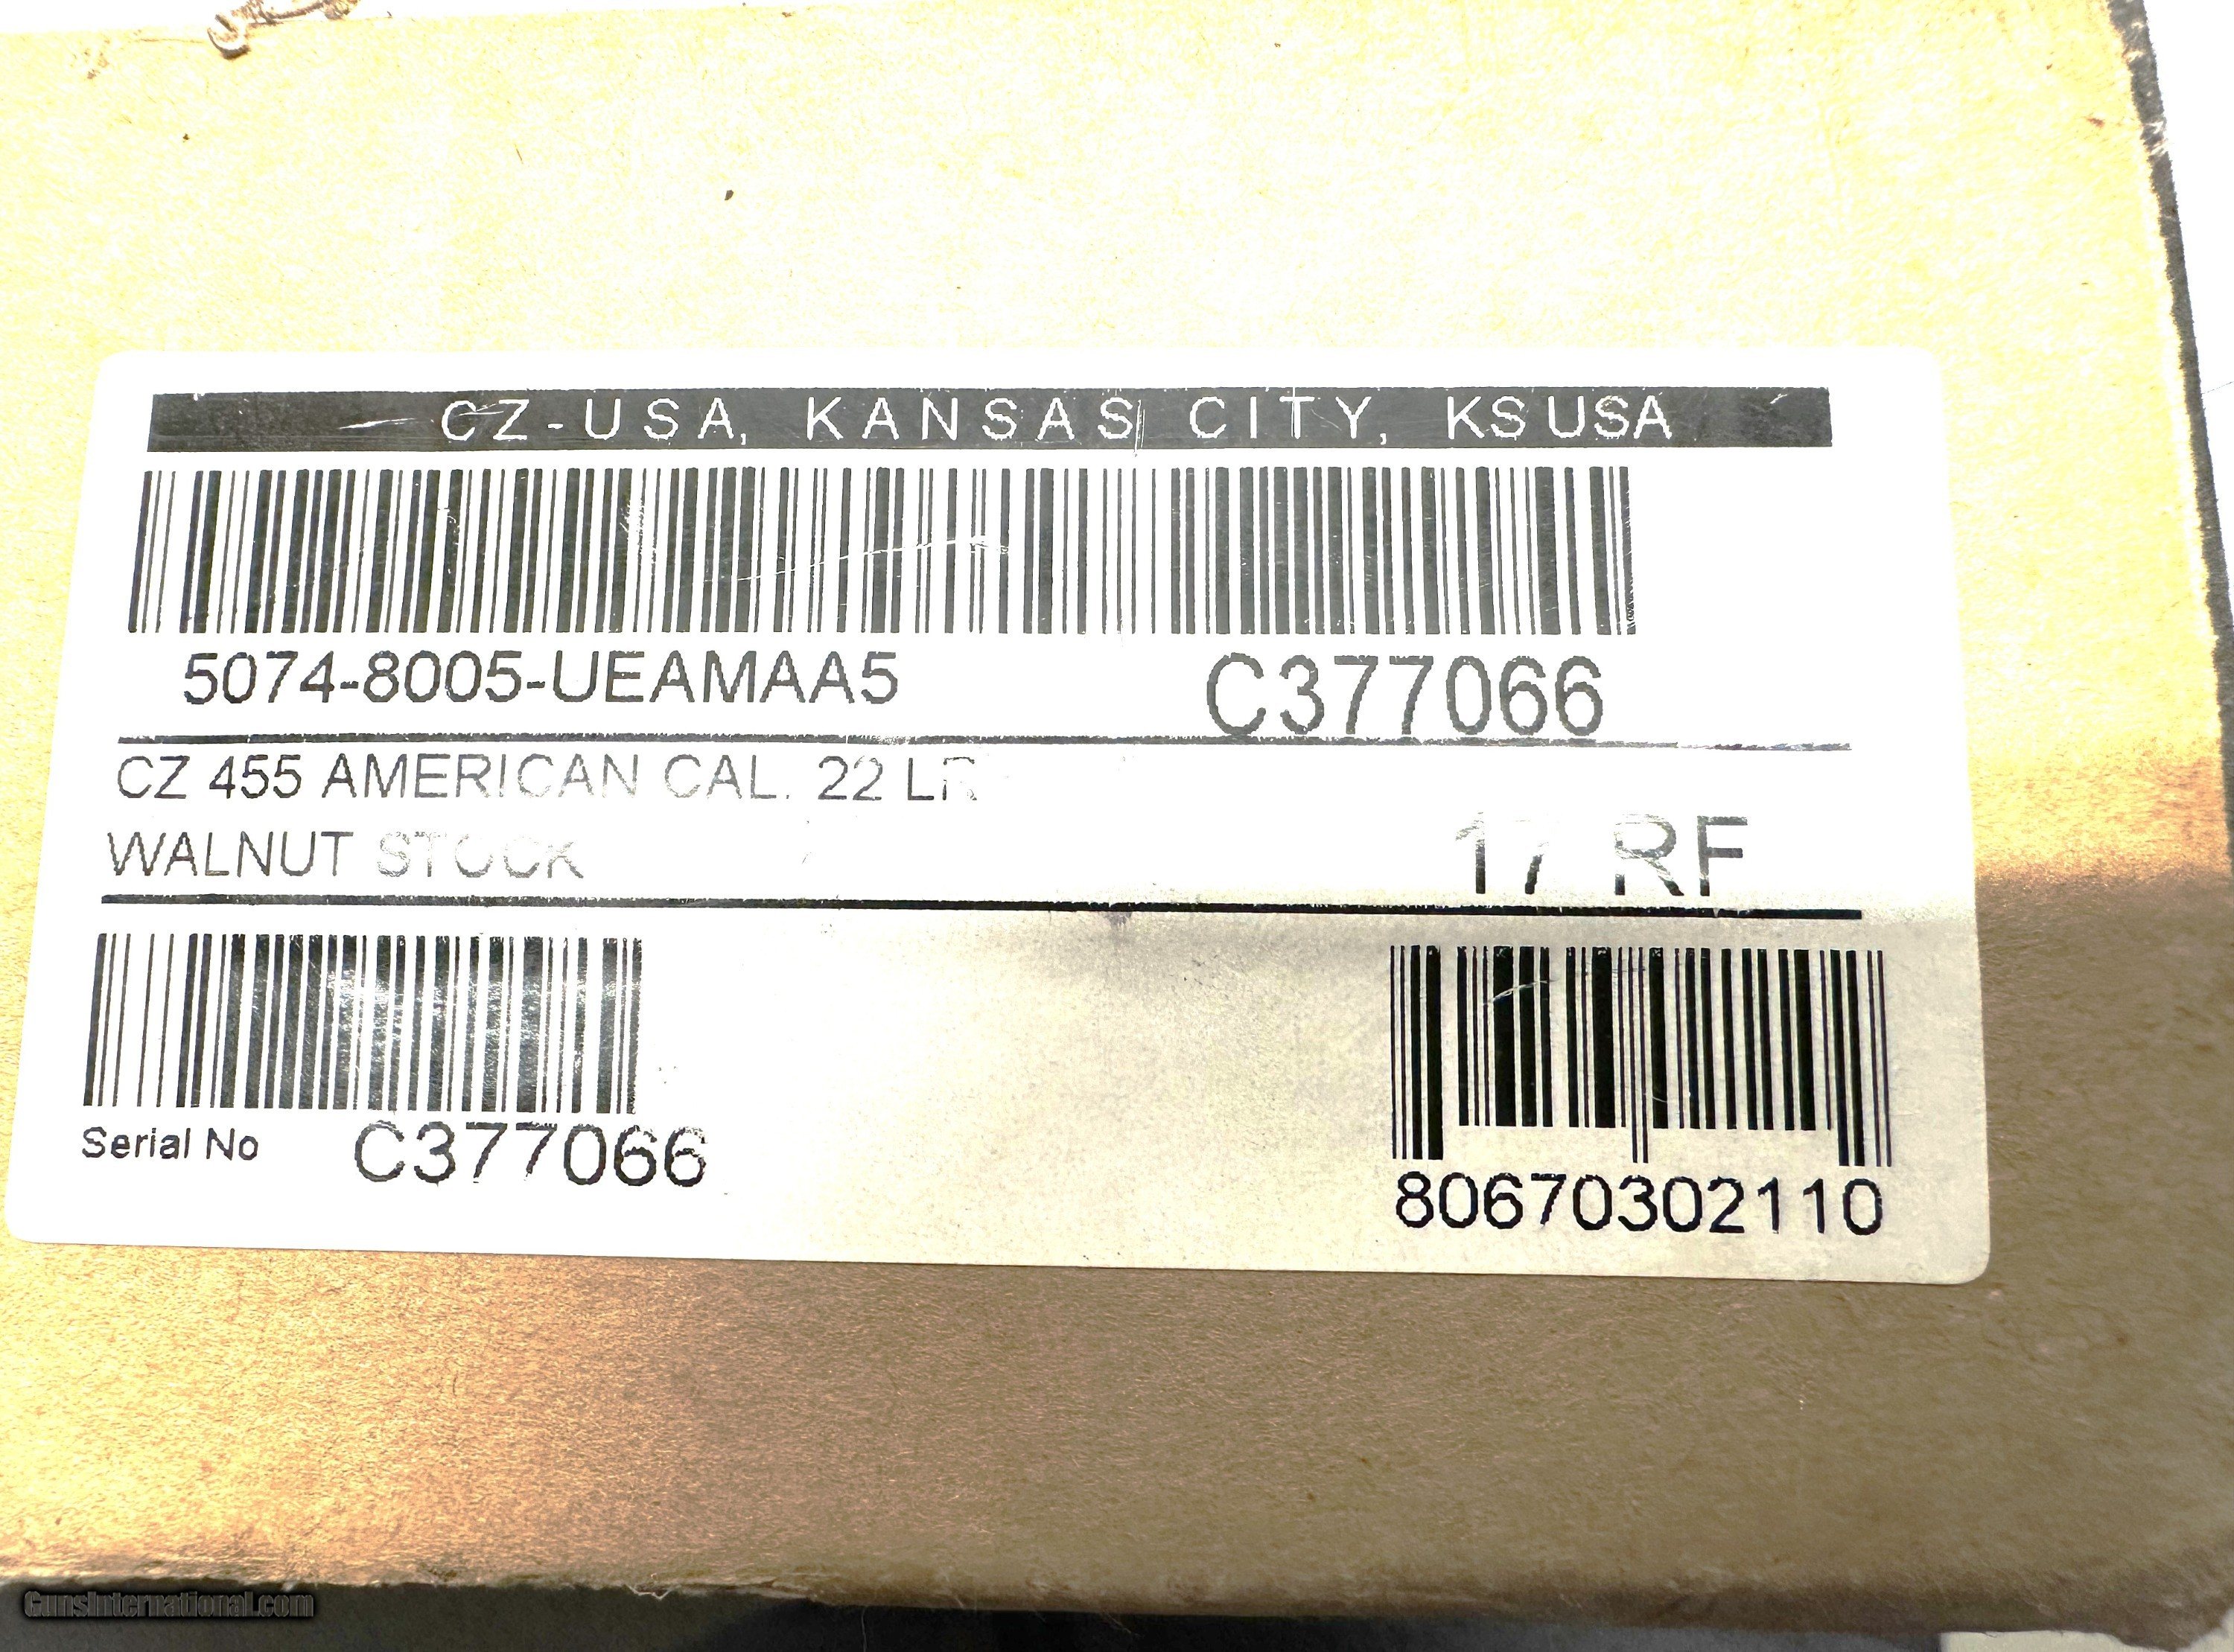 CZ-USA, KANSAS CITY, KS USA
5074-8005-UEAMAA5 C377066
CZ 455 AMERICAN CAL. 22 LR
WALNUT STOCK 17 RF
Serial No C377066
80670302110
GunsInternational.com